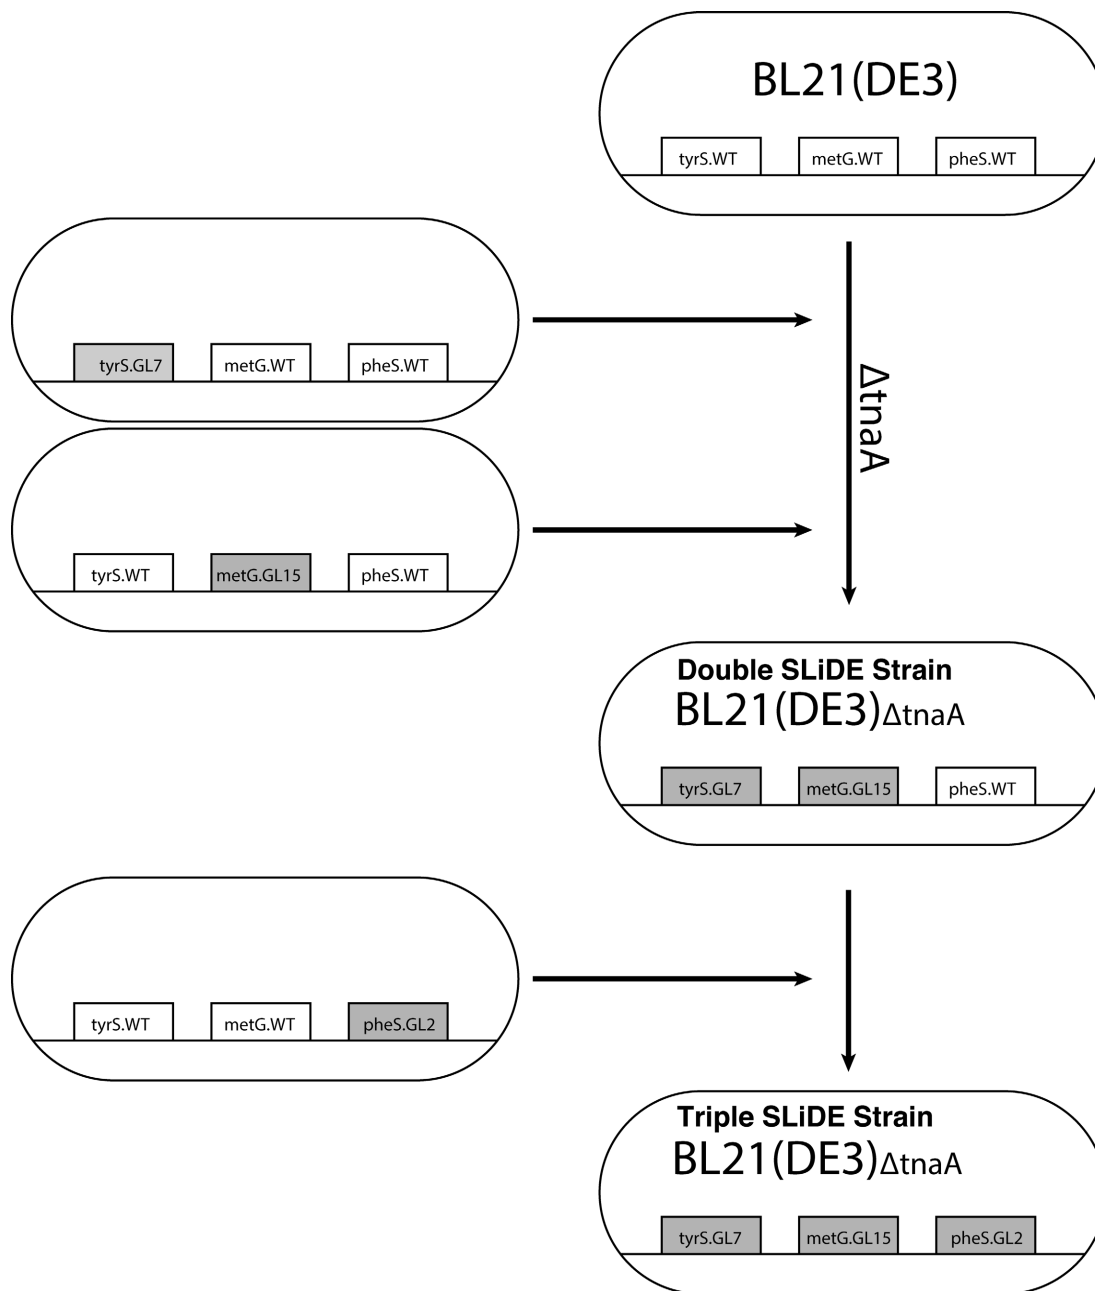 BL21(DE3)
tyrS.WT metG.WT pheS.WT
tyrS.GL7 metG.WT pheS.WT
ΔtnaA
tyrS.WT metG.GL15 pheS.WT
Double SLiDE Strain
BL21(DE3)ΔtnaA
tyrS.GL7 metG.GL15 pheS.WT
tyrS.WT metG.WT pheS.GL2
Triple SLiDE Strain
BL21(DE3)ΔtnaA
tyrS.GL7 metG.GL15 pheS.GL2